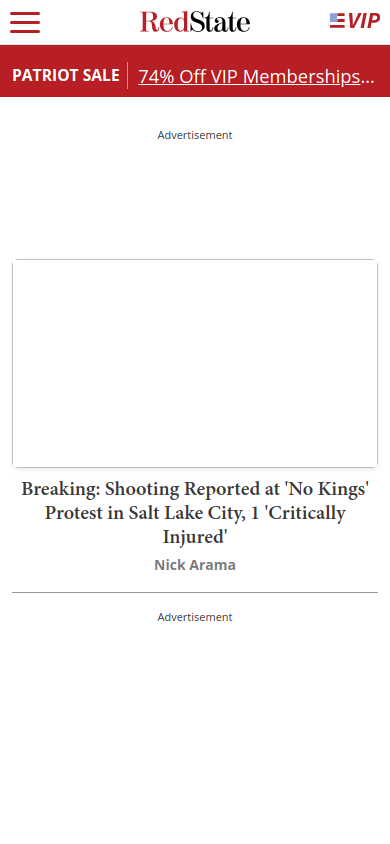 RedState
VIP
PATRIOT SALE
74% Off VIP Memberships...
Advertisement
Breaking: Shooting Reported at 'No Kings'
Protest in Salt Lake City, 1 'Critically
Injured'
Nick Arama
Advertisement